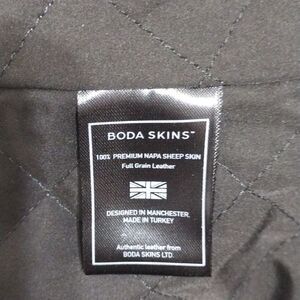 BODA SKINS™
100% PREMIUM NAPA SHEEP SKIN
Full Grain Leather
DESIGNED IN MANCHESTER
MADE IN TURKEY
Authentic leather from
BODA SKINS LTD.